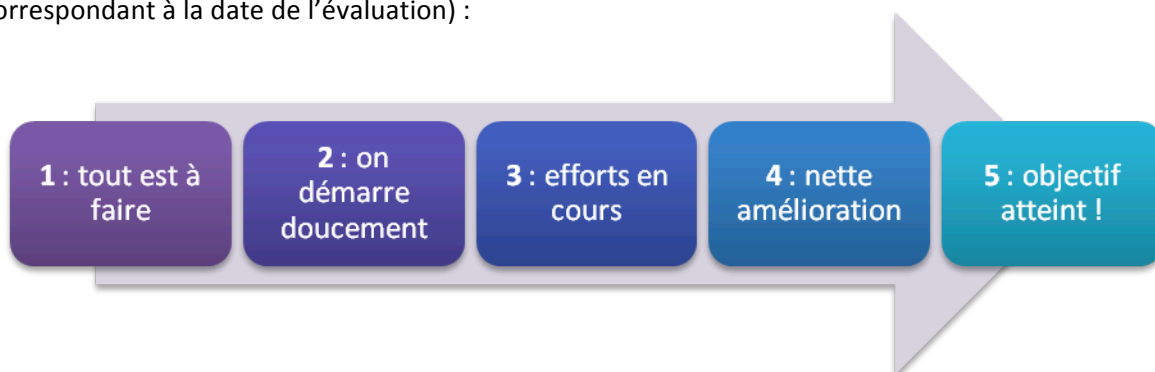 orrespondant à la date de l’évaluation) :
1 : tout est à
faire
2 : on
démarre
doucement
3 : efforts en
cours
4 : nette
amélioration
5 : objectif
atteint !